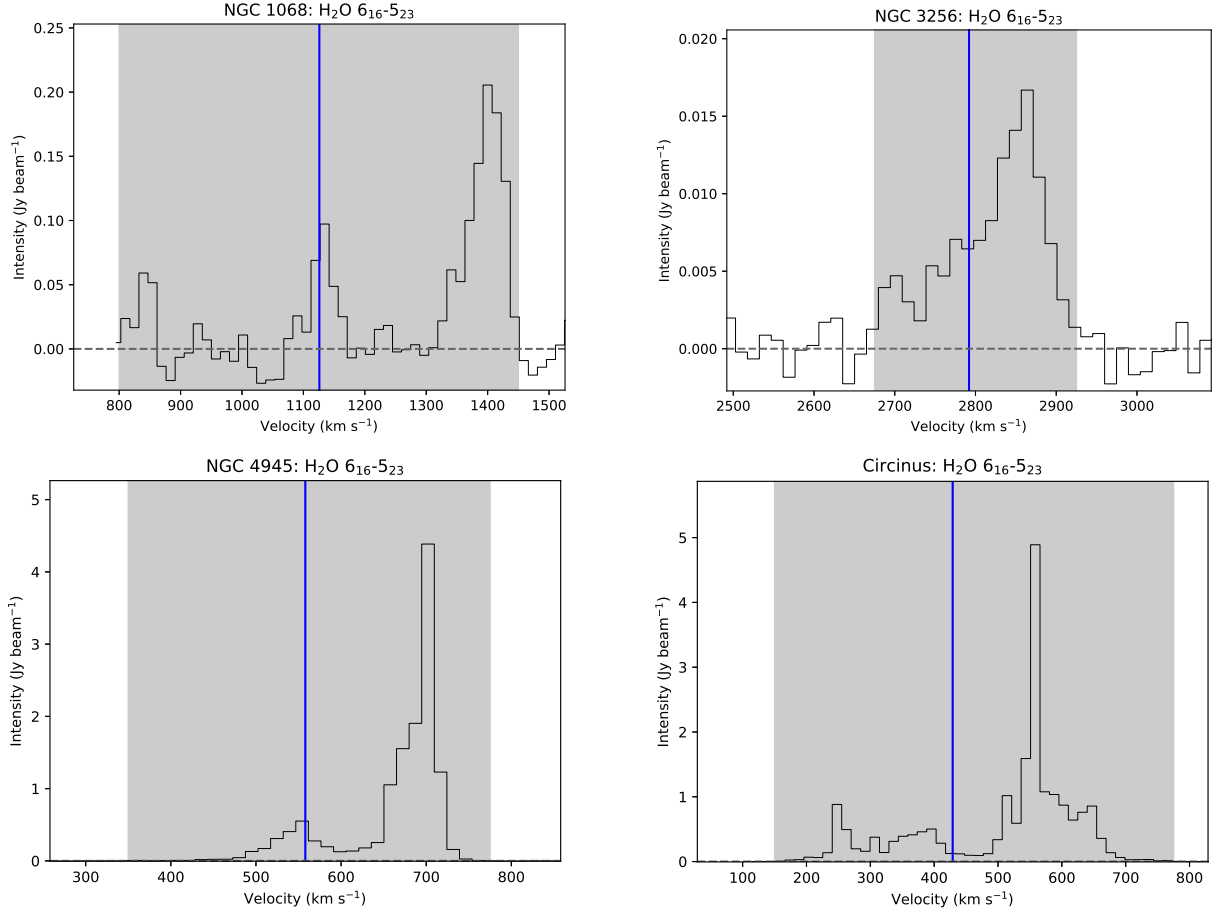 NGC 1068: H₂O 6₁₆-5₂₃
0.25
0.20
0.15
0.10
0.05
0.00
Intensity (Jy beam⁻¹)
800 900 1000 1100 1200 1300 1400 1500
Velocity (km s⁻¹)
NGC 3256: H₂O 6₁₆-5₂₃
0.020
0.015
0.010
0.005
0.000
Intensity (Jy beam⁻¹)
2500 2600 2700 2800 2900 3000
Velocity (km s⁻¹)
NGC 4945: H₂O 6₁₆-5₂₃
5
4
3
2
1
0
Intensity (Jy beam⁻¹)
300 400 500 600 700 800
Velocity (km s⁻¹)
Circinus: H₂O 6₁₆-5₂₃
5
4
3
2
1
0
Intensity (Jy beam⁻¹)
100 200 300 400 500 600 700 800
Velocity (km s⁻¹)